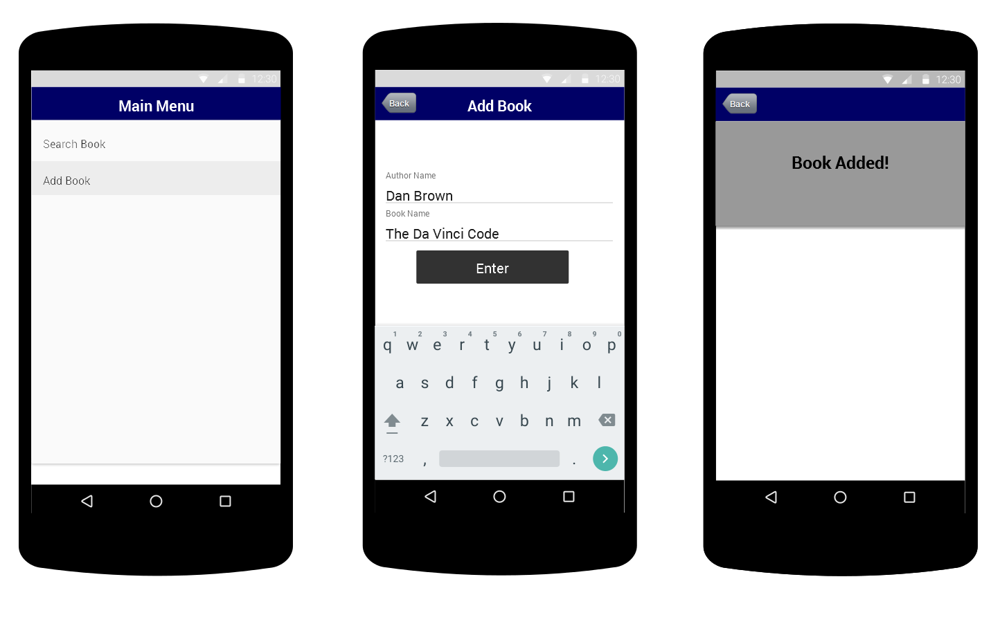 12:30
Main Menu
Search Book
Add Book
12:30
Back
Add Book
Author Name
Dan Brown
Book Name
The Da Vinci Code
Enter
1 2 3 4 5 6 7 8 9 0
q w e r t y u i o p
a s d f g h j k l
z x c v b n m
?123 , .
12:30
Back
Book Added!